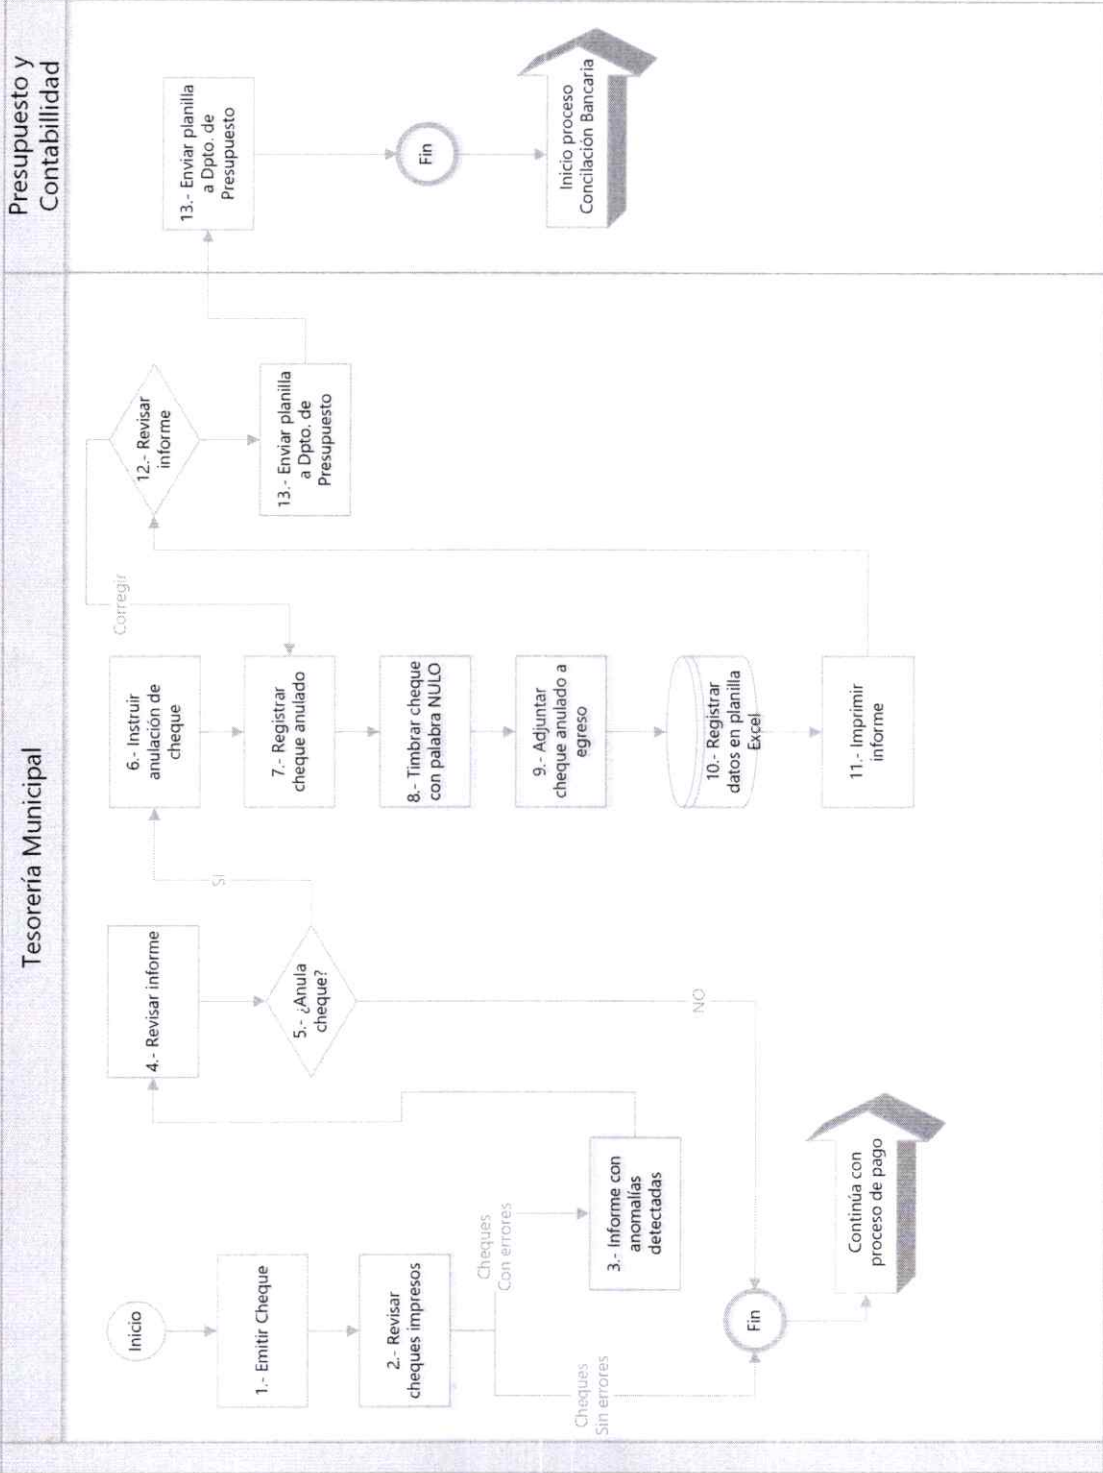 Tesorería Municipal
Presupuesto y
Contabillidad
Inicio
1.- Emitir Cheque
2.- Revisar
cheques impresos
Cheques
Con errores
Cheques
Sin errores
3.- Informe con
anomalías
detectadas
Fin
Continúa con
proceso de pago
4.- Revisar informe
5.- ¿Anula
cheque?
SI
NO
6.- Instruir
anulación de
cheque
7.- Registrar
cheque anulado
8.- Timbrar cheque
con palabra NULO
9.- Adjuntar
cheque anulado a
egreso
10.- Registrar
datos en planilla
Excel
11.- Imprimir
informe
Corregir
12.- Revisar
informe
13.- Enviar planilla
a Dpto. de
Presupuesto
13.- Enviar planilla
a Dpto. de
Presupuesto
Fin
Inicio proceso
Concilación Bancaria